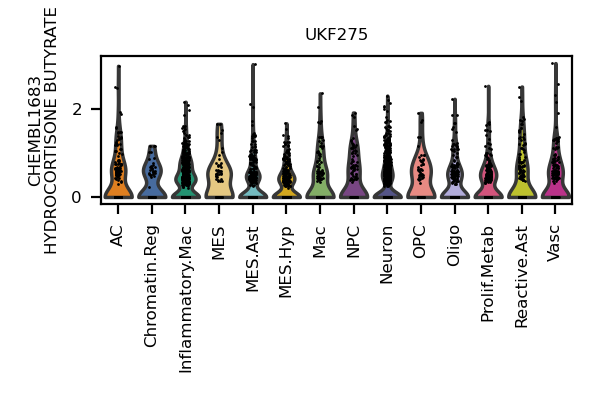 UKF275
CHEMBL1683
HYDROCORTISONE BUTYRATE
2
0
AC
Chromatin.Reg
Inflammatory.Mac
MES
MES.Ast
MES.Hyp
Mac
NPC
Neuron
OPC
Oligo
Prolif.Metab
Reactive.Ast
Vasc